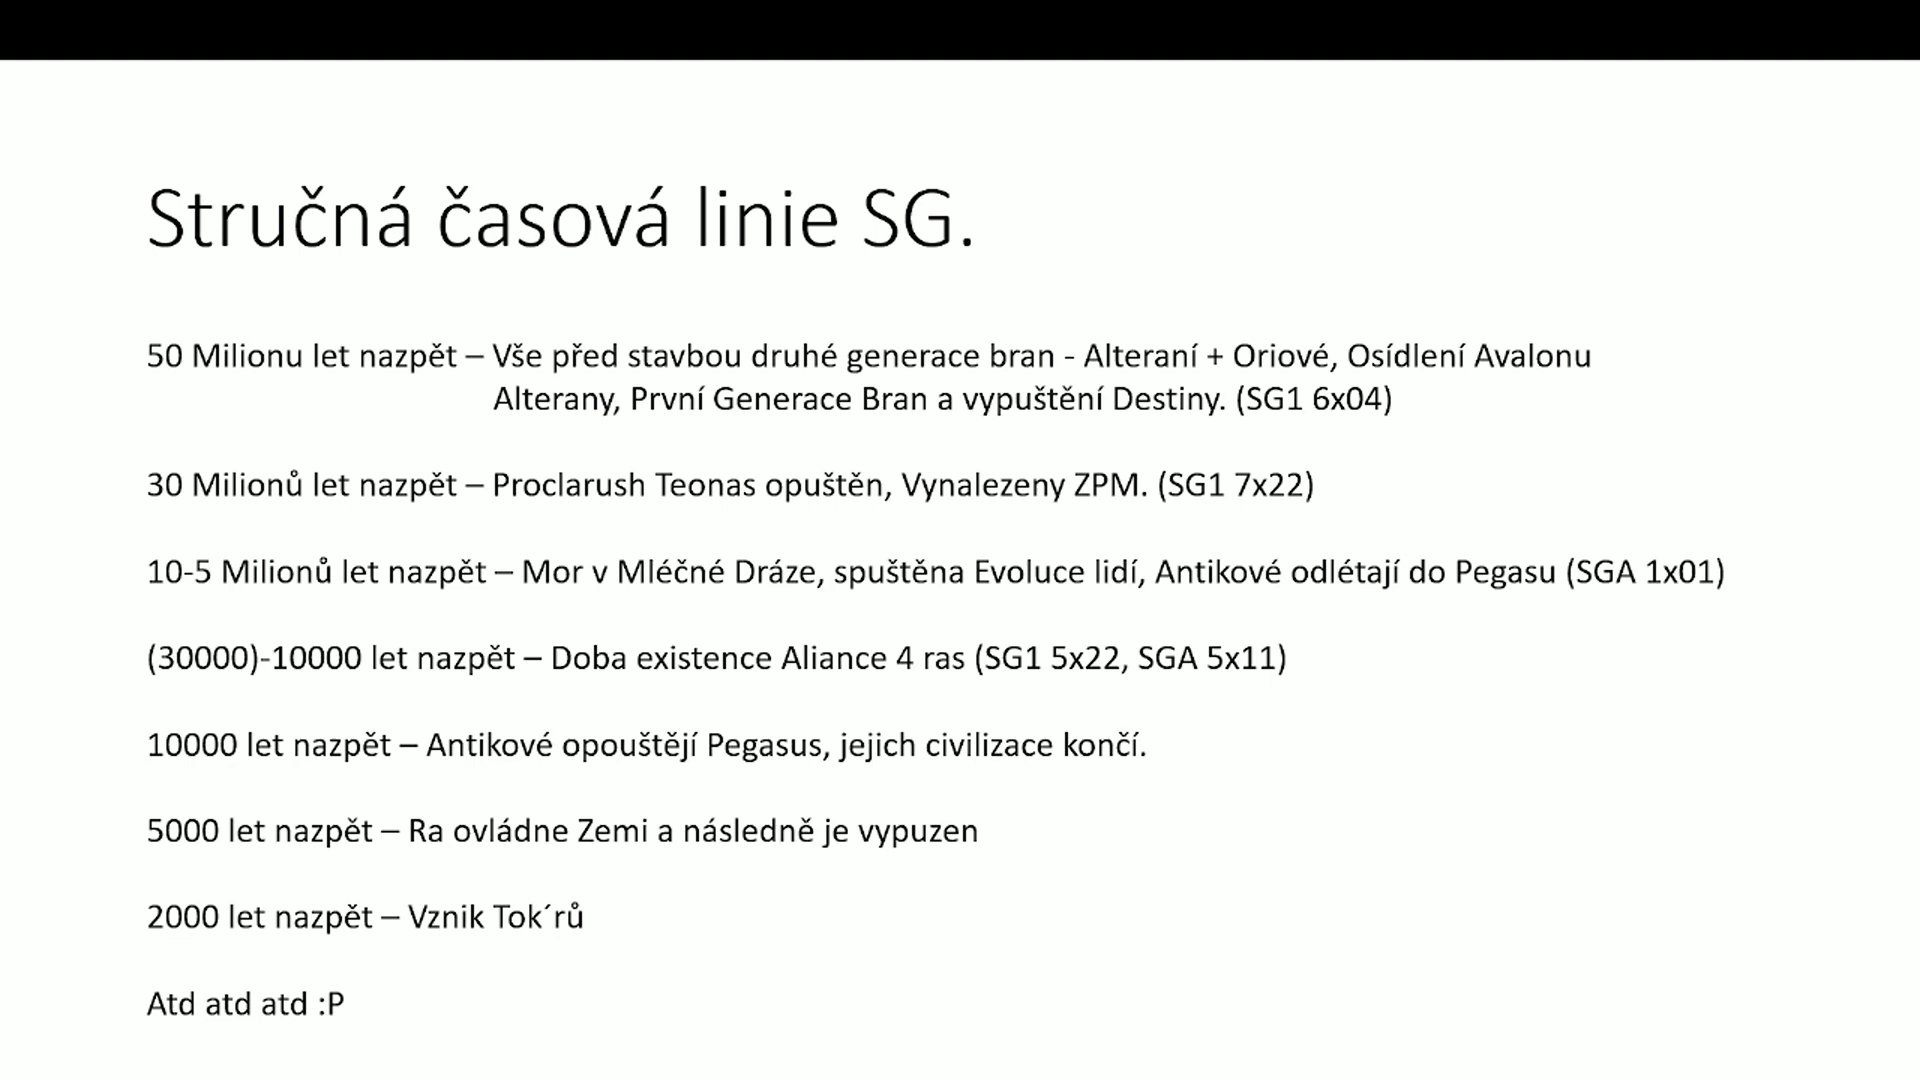 Stručná časová linie SG.
50 Milionu let nazpět – Vše před stavbou druhé generace bran - Alteraní + Oriové, Osídlení Avalonu
Alterany, První Generace Bran a vypuštění Destiny. (SG1 6x04)
30 Milionů let nazpět – Proclarush Teonas opuštěn, Vynalezeny ZPM. (SG1 7x22)
10-5 Milionů let nazpět – Mor v Mléčné Dráze, spuštěna Evoluce lidí, Antikové odlétají do Pegasu (SGA 1x01)
(30000)-10000 let nazpět – Doba existence Aliance 4 ras (SG1 5x22, SGA 5x11)
10000 let nazpět – Antikové opouštějí Pegasus, jejich civilizace končí.
5000 let nazpět – Ra ovládne Zemi a následně je vypuzen
2000 let nazpět – Vznik Tok´rů
Atd atd atd :P